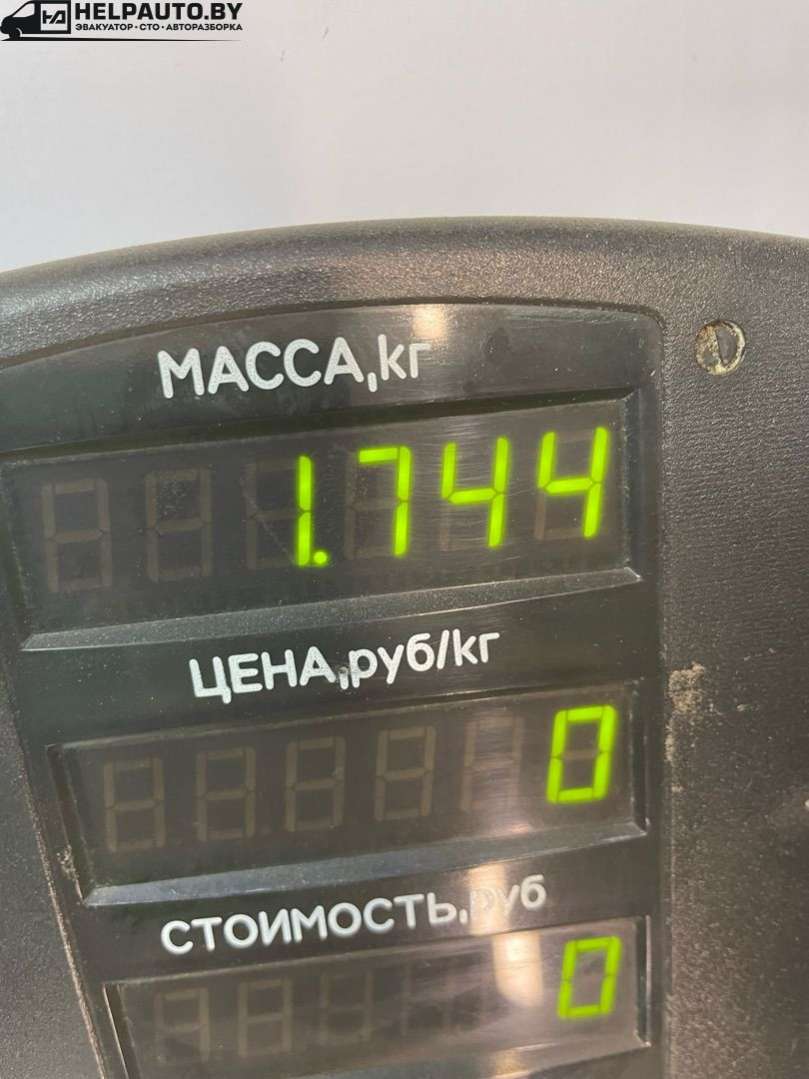 HELPAUTO.BY
ЭВАКУАТОР • СТО • АВТОРАЗБОРКА
МАССА,кг
1.744
ЦЕНА,руб/кг
0
СТОИМОСТЬ,руб
0